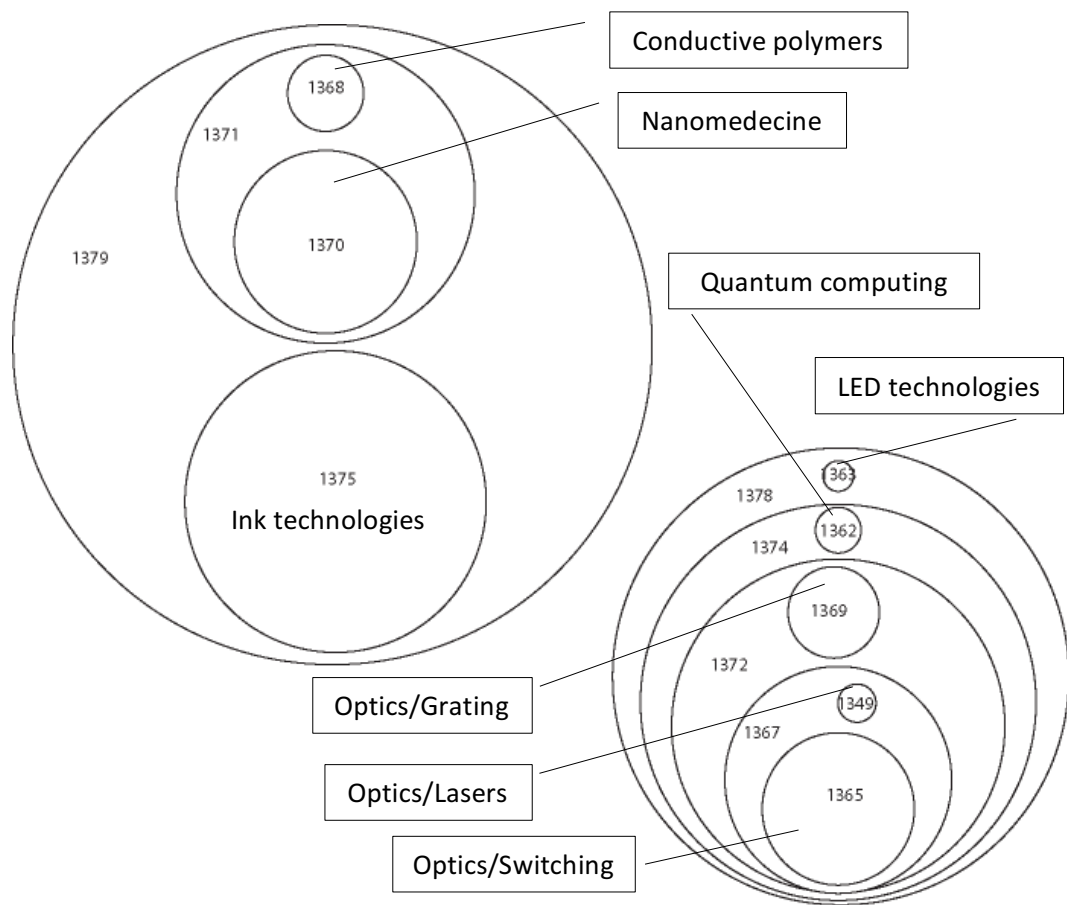 Conductive polymers
1368
Nanomedecine
1371
1370
1379
Quantum computing
LED technologies
1375
Ink technologies
1363
1378
1362
1374
1369
1372
Optics/Grating
1349
1367
Optics/Lasers
1365
Optics/Switching